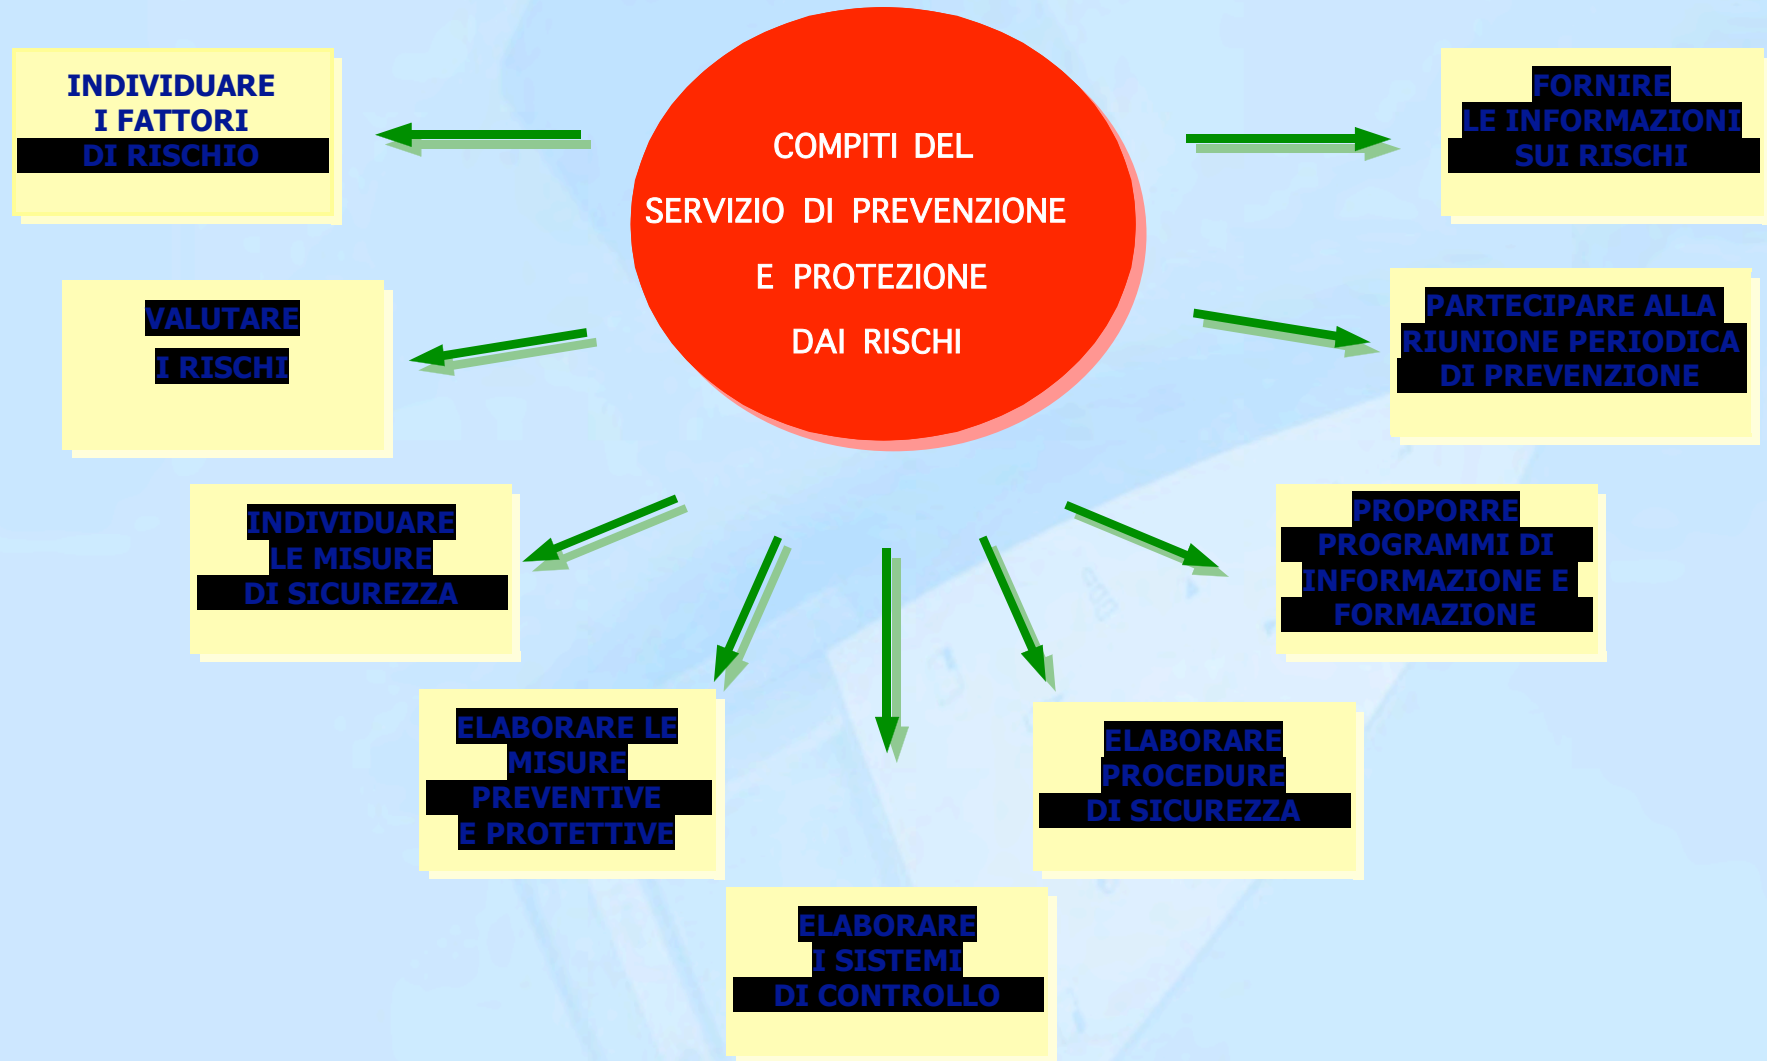 COMPITI DEL
SERVIZIO DI PREVENZIONE
E PROTEZIONE
DAI RISCHI
INDIVIDUARE
I FATTORI
DI RISCHIO
VALUTARE
I RISCHI
INDIVIDUARE
LE MISURE
DI SICUREZZA
ELABORARE LE
MISURE
PREVENTIVE
E PROTETTIVE
ELABORARE
I SISTEMI
DI CONTROLLO
ELABORARE
PROCEDURE
DI SICUREZZA
PROPORRE
PROGRAMMI DI
INFORMAZIONE E
FORMAZIONE
PARTECIPARE ALLA
RIUNIONE PERIODICA
DI PREVENZIONE
FORNIRE
LE INFORMAZIONI
SUI RISCHI